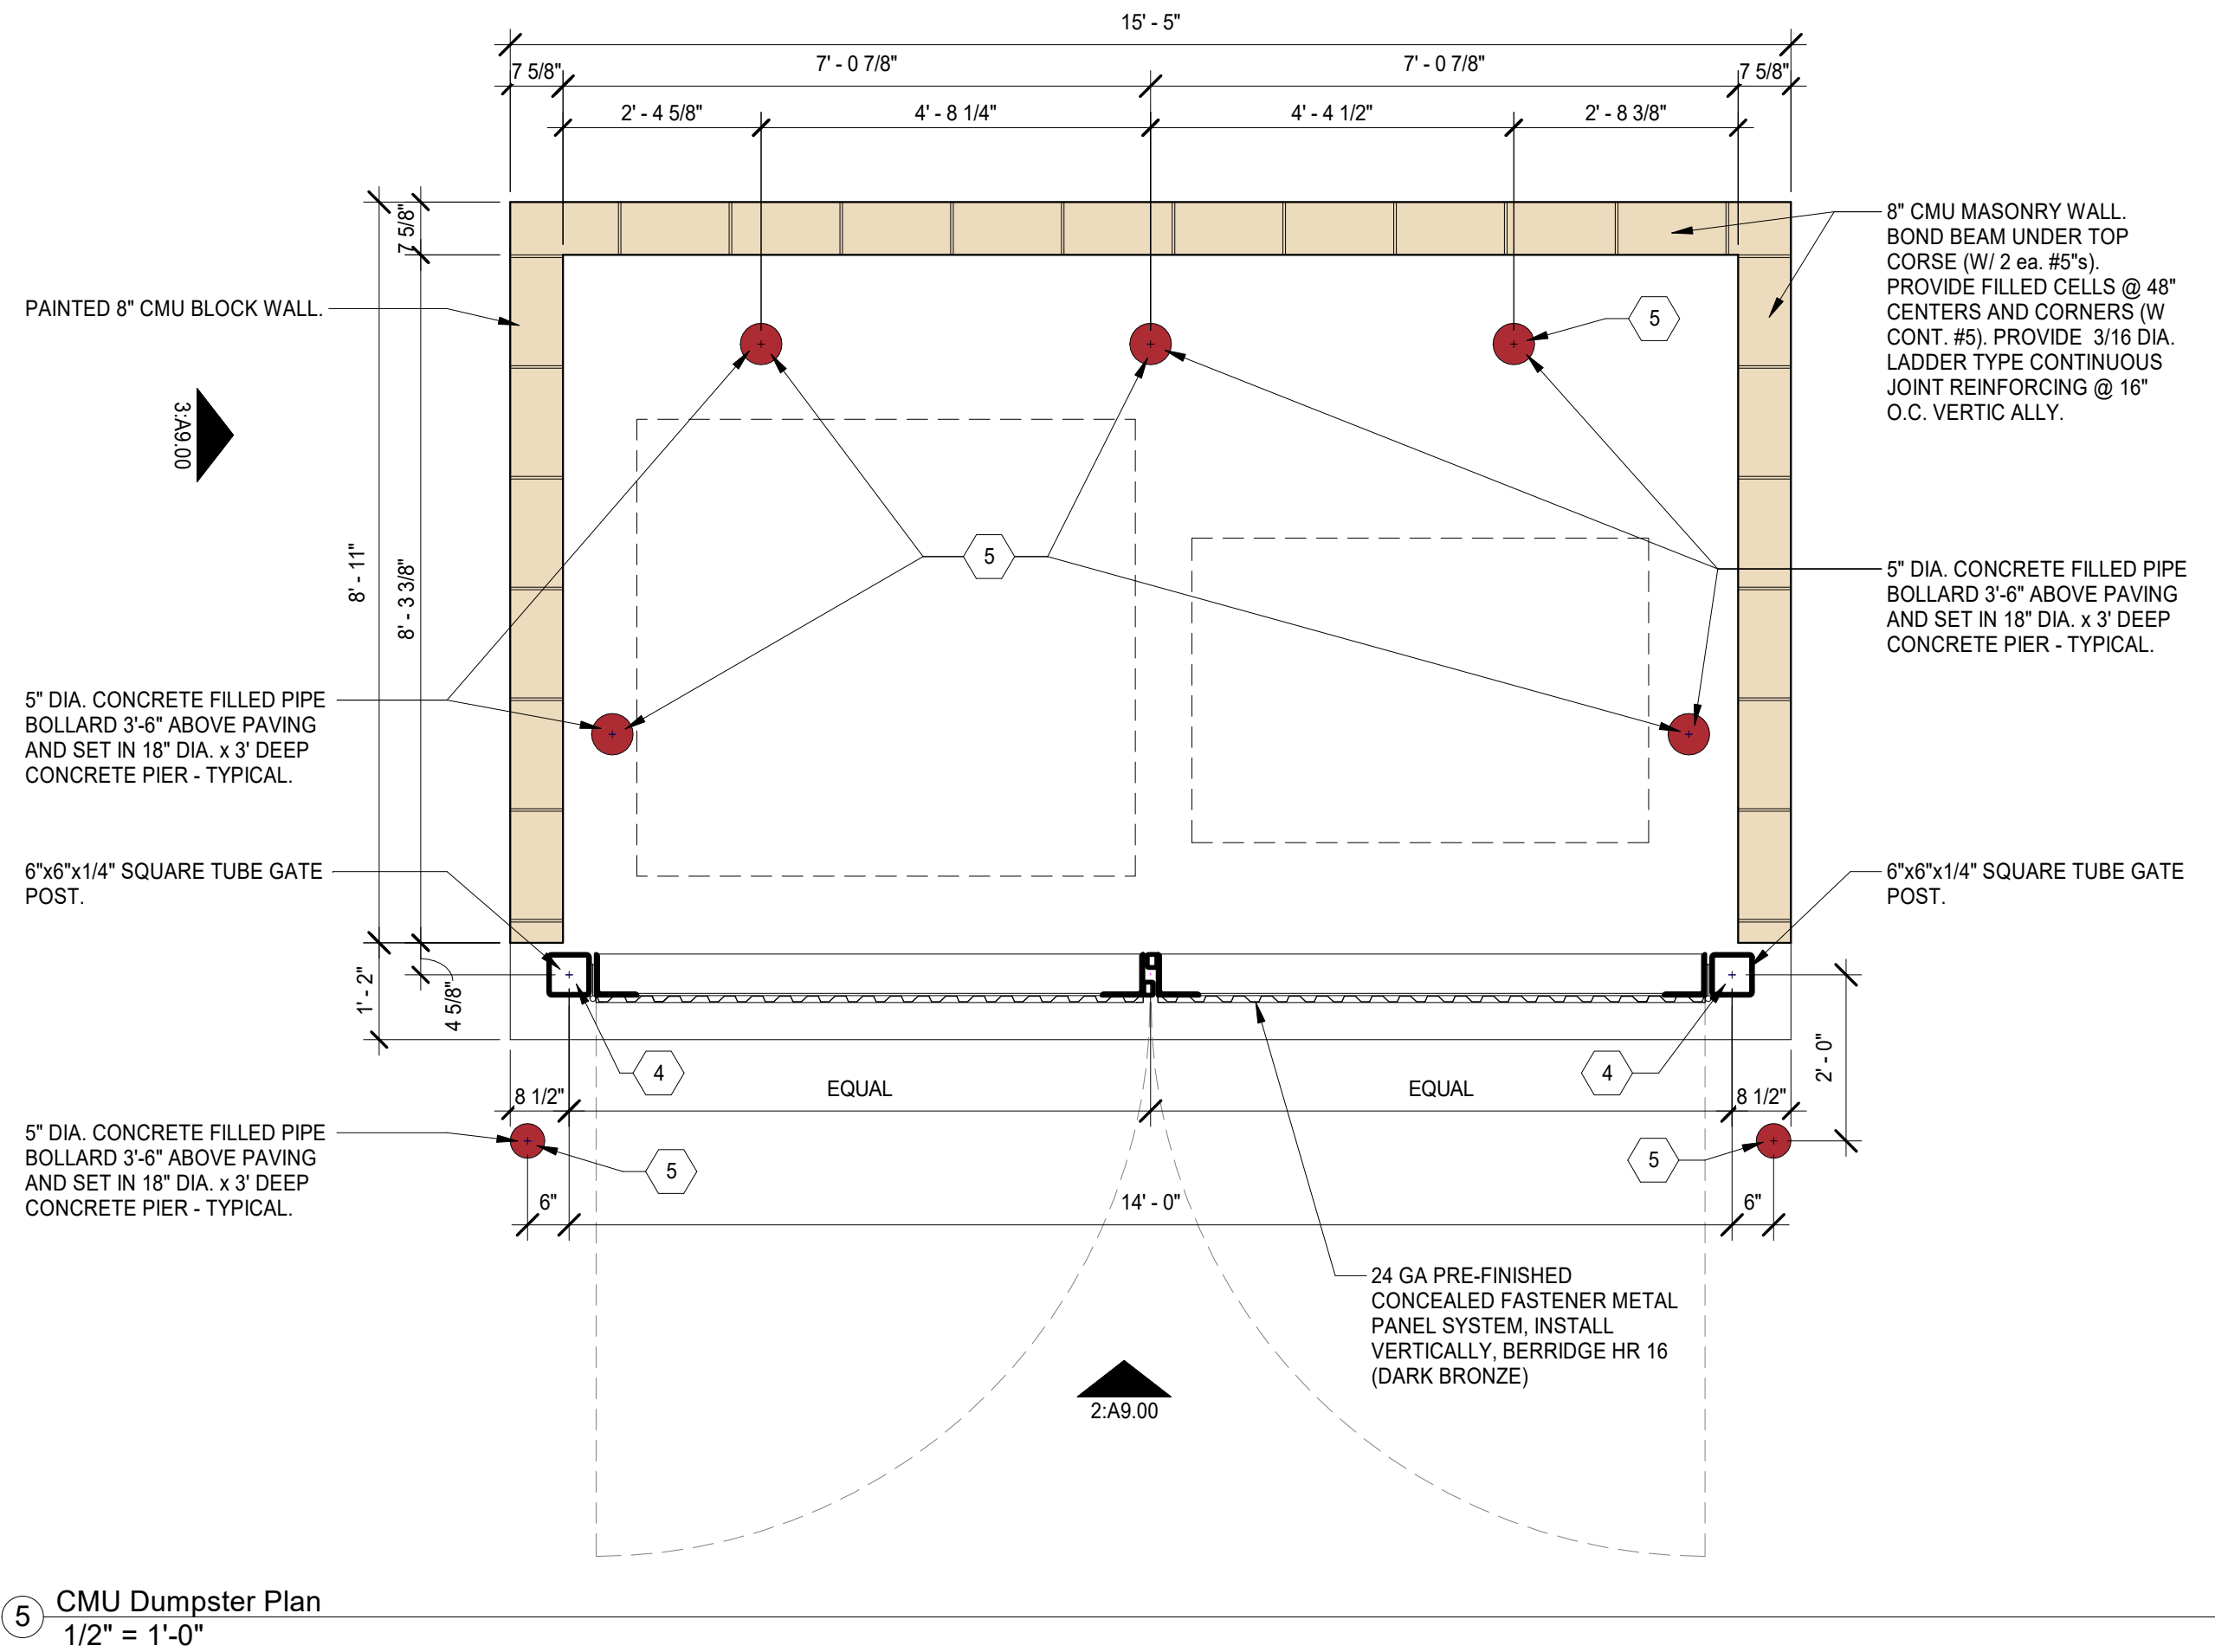 15' - 5"
7 5/8"
7' - 0 7/8"
7' - 0 7/8"
7 5/8"
2' - 4 5/8"
4' - 8 1/4"
4' - 4 1/2"
2' - 8 3/8"
7 5/8"
8' - 11"
8' - 3 3/8"
1' - 2"
4 5/8"
PAINTED 8" CMU BLOCK WALL.
3:A9.00
5" DIA. CONCRETE FILLED PIPE
BOLLARD 3'-6" ABOVE PAVING
AND SET IN 18" DIA. x 3' DEEP
CONCRETE PIER - TYPICAL.
6"x6"x1/4" SQUARE TUBE GATE
POST.
5" DIA. CONCRETE FILLED PIPE
BOLLARD 3'-6" ABOVE PAVING
AND SET IN 18" DIA. x 3' DEEP
CONCRETE PIER - TYPICAL.
5
5
8" CMU MASONRY WALL.
BOND BEAM UNDER TOP
CORSE (W/ 2 ea. #5"s).
PROVIDE FILLED CELLS @ 48"
CENTERS AND CORNERS (W
CONT. #5). PROVIDE 3/16 DIA.
LADDER TYPE CONTINUOUS
JOINT REINFORCING @ 16"
O.C. VERTIC ALLY.
5" DIA. CONCRETE FILLED PIPE
BOLLARD 3'-6" ABOVE PAVING
AND SET IN 18" DIA. x 3' DEEP
CONCRETE PIER - TYPICAL.
6"x6"x1/4" SQUARE TUBE GATE
POST.
4
4
2' - 0"
8 1/2"
EQUAL
EQUAL
8 1/2"
5
5
6"
14' - 0"
6"
24 GA PRE-FINISHED
CONCEALED FASTENER METAL
PANEL SYSTEM, INSTALL
VERTICALLY, BERRIDGE HR 16
(DARK BRONZE)
2:A9.00
5
CMU Dumpster Plan
1/2" = 1'-0"